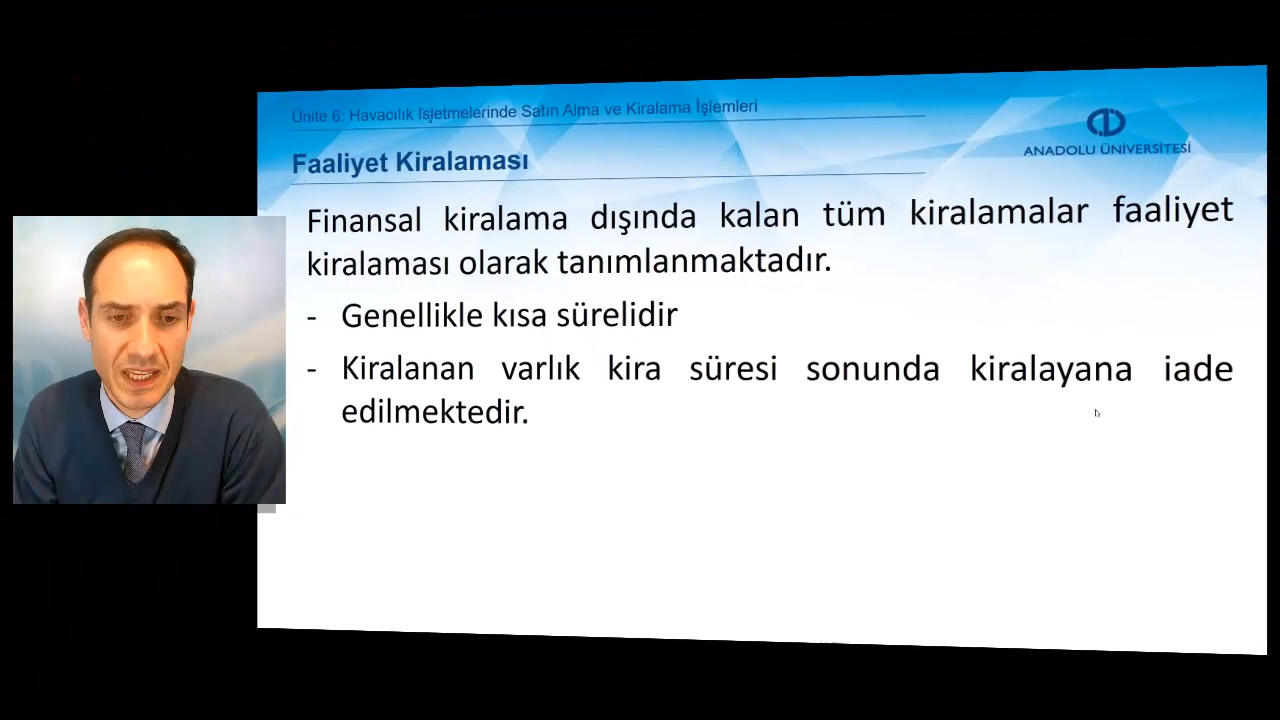 Ünite 6: Havacılık İşletmelerinde Satın Alma ve Kiralama İşlemleri
ANADOLU ÜNİVERSİTESİ
Faaliyet Kiralaması
Finansal kiralama dışında kalan tüm kiralamalar faaliyet
kiralaması olarak tanımlanmaktadır.
- Genellikle kısa sürelidir
- Kiralanan varlık kira süresi sonunda kiralayana iade
edilmektedir.